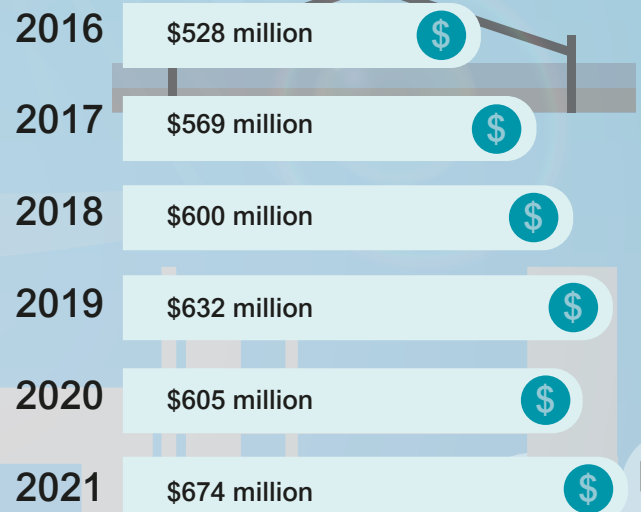 2016 $528 million $
2017 $569 million $
2018 $600 million $
2019 $632 million $
2020 $605 million $
2021 $674 million $